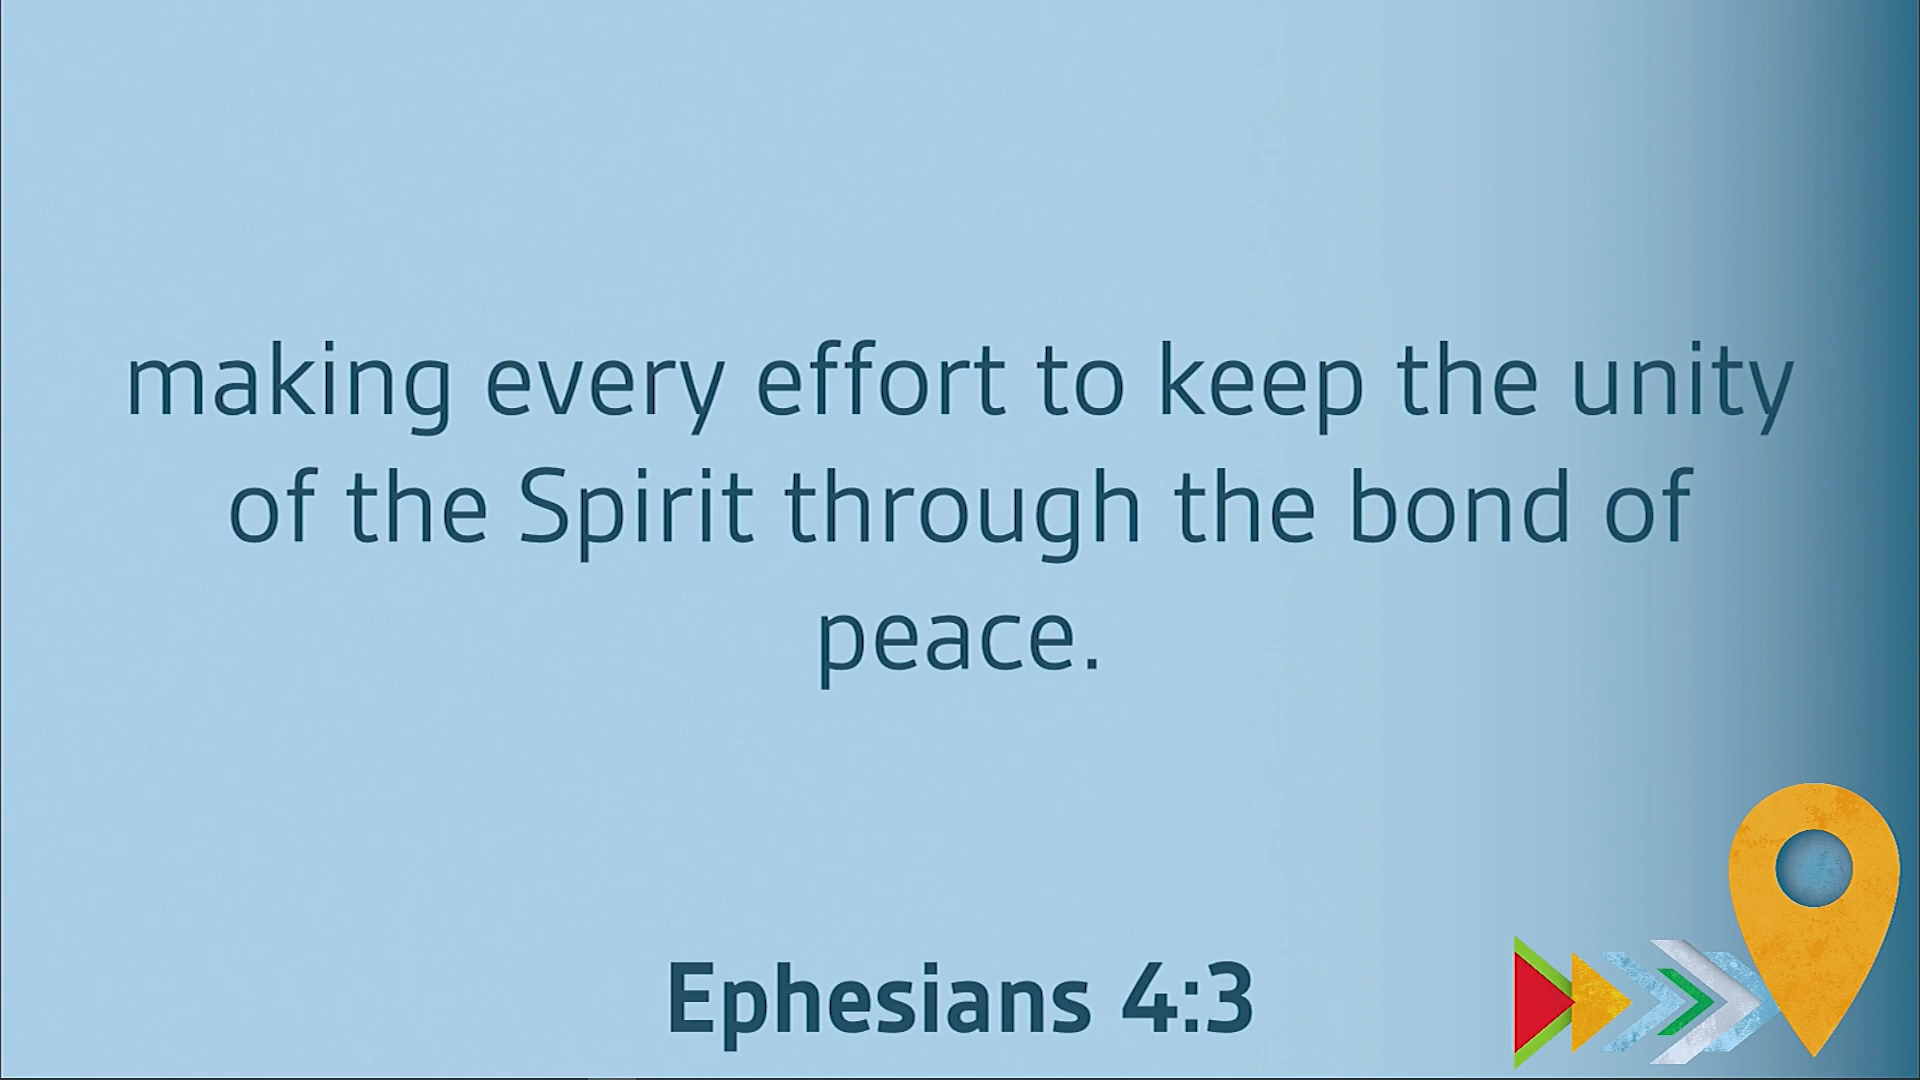 making every effort to keep the unity
of the Spirit through the bond of
peace.
Ephesians 4:3